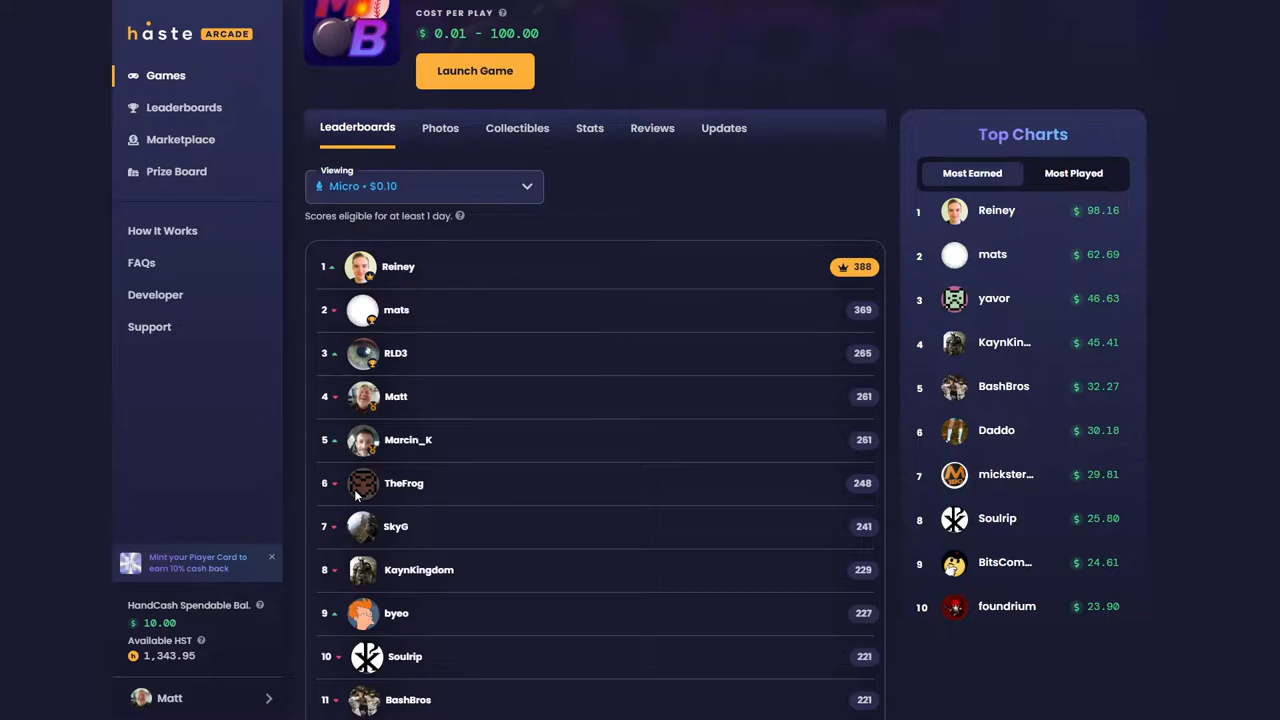 haste ARCADE
Games
Leaderboards
Marketplace
Prize Board
How It Works
FAQs
Developer
Support
Mint your Player Card to
earn 10% cash back
HandCash Spendable Bal.
$ 10.00
Available HST
h 1,343.95
Matt
B
COST PER PLAY
$ 0.01 - 100.00
Launch Game
Leaderboards Photos Collectibles Stats Reviews Updates
Viewing
Micro • $0.10
Scores eligible for at least 1 day.
1 Reiney 388
2 mats 369
3 RLD3 265
4 Matt 261
5 Marcin_K 261
6 TheFrog 248
7 SkyG 241
8 KaynKingdom 229
9 byeo 227
10 Soulrip 221
11 BashBros 221
Top Charts
Most Earned Most Played
1 Reiney $ 98.16
2 mats $ 62.69
3 yavor $ 46.63
4 KaynKin... $ 45.41
5 BashBros $ 32.27
6 Daddo $ 30.18
7 mickster... $ 29.81
8 Soulrip $ 25.80
9 BitsCom... $ 24.61
10 foundrium $ 23.90